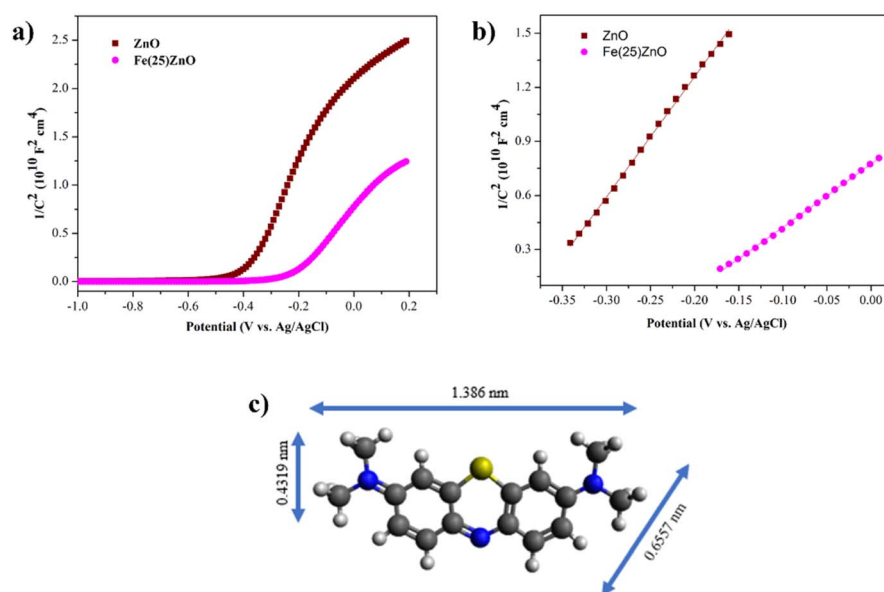 a)
ZnO
Fe(25)ZnO
2.5
2.0
1.5
1.0
0.5
0.0
1/C² (10¹⁰ F² cm⁴)
-1.0
-0.8
-0.6
-0.4
-0.2
0.0
0.2
Potential (V vs. Ag/AgCl)
b)
ZnO
Fe(25)ZnO
1.5
1.2
0.9
0.6
0.3
1/C² (10¹⁰ F² cm⁴)
-0.35
-0.30
-0.25
-0.20
-0.15
-0.10
-0.05
0.00
Potential (V vs. Ag/AgCl)
c)
1.386 nm
0.4319 nm
0.6557 nm